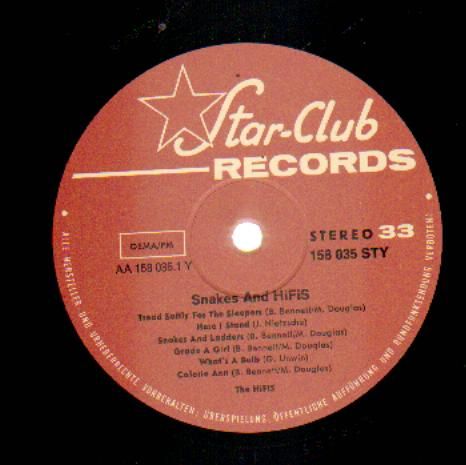 Star-Club
RECORDS
GEMA/PM
STEREO 33
AA 158 035.1 Y
158 035 STY
Snakes And HiFiS
Tread Softly For The Sleepers (B. Bennett/M. Douglas)
Here I Stand (J. Nietzsche)
Snakes And Ladders (B. Bennett/M. Douglas)
Grade A Girl (B. Bennett/M. Douglas)
What's A Bulb (G. Unwin)
Calorie Ann (B. Bennett/M. Douglas)
The HiFiS
• ALLE HERSTELLER UND URHEBERRECHTE VORBEHALTEN; ÜBERSPIELUNG, ÖFFENTLICHE AUFFÜHRUNG UND RUNDFUNKSENDUNG VERBOTEN! •